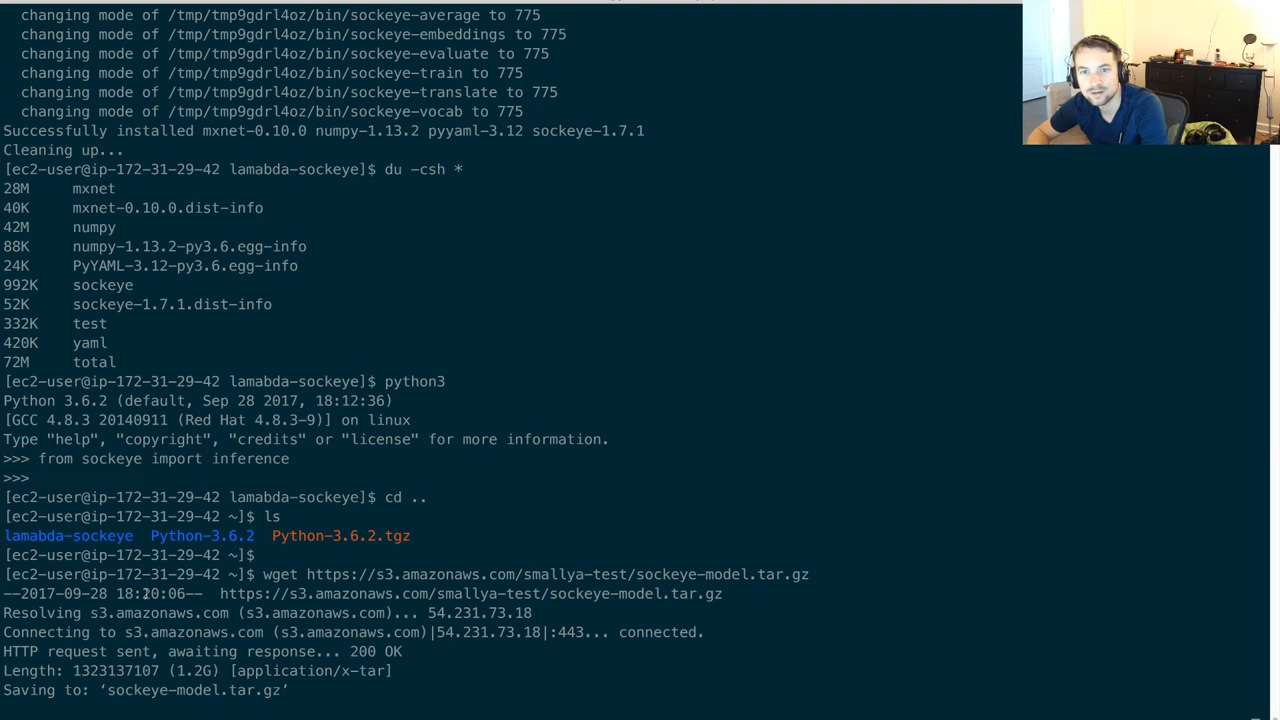 changing mode of /tmp/tmp9gdrl4oz/bin/sockeye-average to 775
changing mode of /tmp/tmp9gdrl4oz/bin/sockeye-embeddings to 775
changing mode of /tmp/tmp9gdrl4oz/bin/sockeye-evaluate to 775
changing mode of /tmp/tmp9gdrl4oz/bin/sockeye-train to 775
changing mode of /tmp/tmp9gdrl4oz/bin/sockeye-translate to 775
changing mode of /tmp/tmp9gdrl4oz/bin/sockeye-vocab to 775
Successfully installed mxnet-0.10.0 numpy-1.13.2 pyyaml-3.12 sockeye-1.7.1
Cleaning up...
[ec2-user@ip-172-31-29-42 lamabda-sockeye]$ du -csh *
28M mxnet
40K mxnet-0.10.0.dist-info
42M numpy
88K numpy-1.13.2-py3.6.egg-info
24K PyYAML-3.12-py3.6.egg-info
992K sockeye
52K sockeye-1.7.1.dist-info
332K test
420K yaml
72M total
[ec2-user@ip-172-31-29-42 lamabda-sockeye]$ python3
Python 3.6.2 (default, Sep 28 2017, 18:12:36)
[GCC 4.8.3 20140911 (Red Hat 4.8.3-9)] on linux
Type "help", "copyright", "credits" or "license" for more information.
>>> from sockeye import inference
>>>
[ec2-user@ip-172-31-29-42 lamabda-sockeye]$ cd ..
[ec2-user@ip-172-31-29-42 ~]$ ls
lamabda-sockeye Python-3.6.2 Python-3.6.2.tgz
[ec2-user@ip-172-31-29-42 ~]$
[ec2-user@ip-172-31-29-42 ~]$ wget https://s3.amazonaws.com/smallya-test/sockeye-model.tar.gz
--2017-09-28 18:20:06-- https://s3.amazonaws.com/smallya-test/sockeye-model.tar.gz
Resolving s3.amazonaws.com (s3.amazonaws.com)... 54.231.73.18
Connecting to s3.amazonaws.com (s3.amazonaws.com)|54.231.73.18|:443... connected.
HTTP request sent, awaiting response... 200 OK
Length: 1323137107 (1.2G) [application/x-tar]
Saving to: ‘sockeye-model.tar.gz’